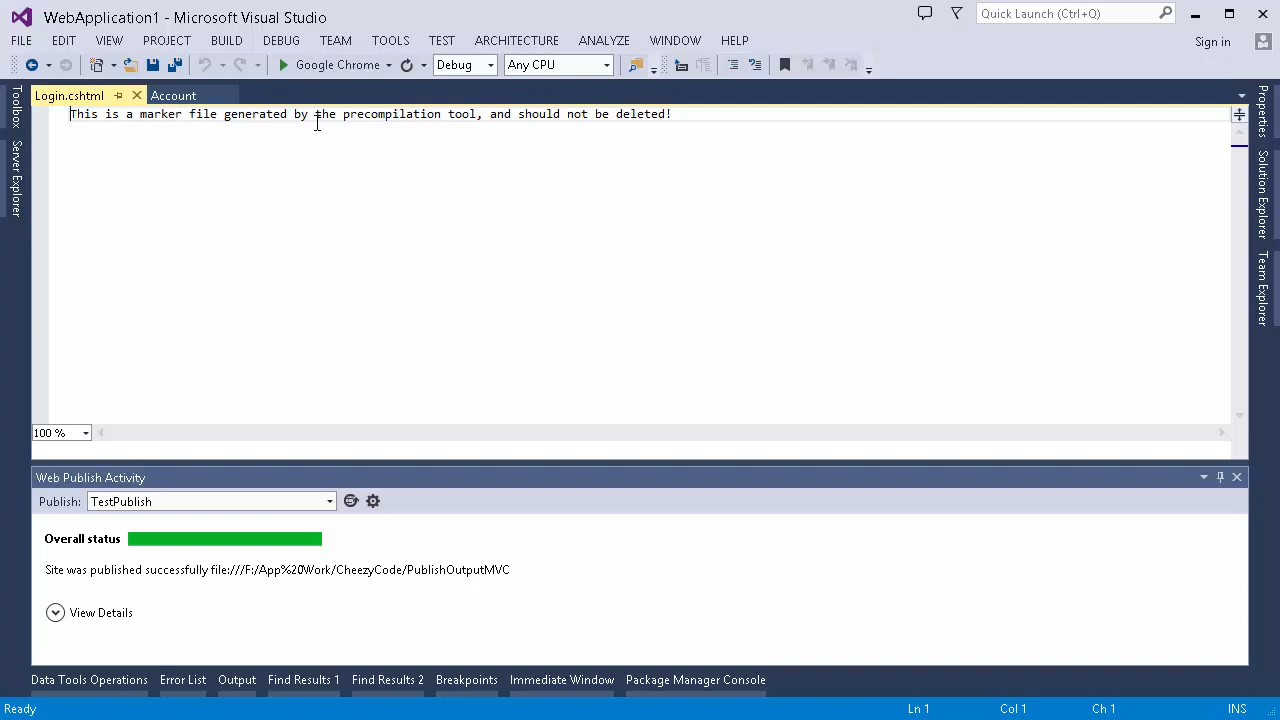 WebApplication1 - Microsoft Visual Studio
Quick Launch (Ctrl+Q)
FILE EDIT VIEW PROJECT BUILD DEBUG TEAM TOOLS TEST ARCHITECTURE ANALYZE WINDOW HELP
Sign in
Google Chrome Debug Any CPU
Login.cshtml Account
Toolbox
Server Explorer
This is a marker file generated by the precompilation tool, and should not be deleted!
Properties
Solution Explorer
Team Explorer
100 %
Web Publish Activity
Publish: TestPublish
Overall status
Site was published successfully file:///F:/App%20Work/CheezyCode/PublishOutputMVC
View Details
Data Tools Operations Error List Output Find Results 1 Find Results 2 Breakpoints Immediate Window Package Manager Console
Ready Ln 1 Col 1 Ch 1 INS